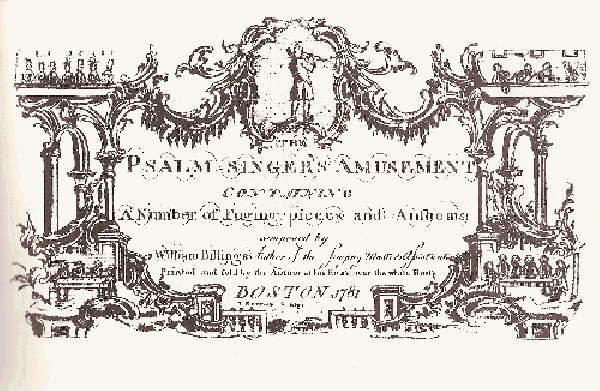 THE
PSALM-SINGER'S AMUSEMENT
CONTAINING
A Number of Fuging pieces and Anthems
composed by
William Billings Author of the Singing Master's Assistant
Printed and sold by the Author at his House near the White Horse
BOSTON 1781